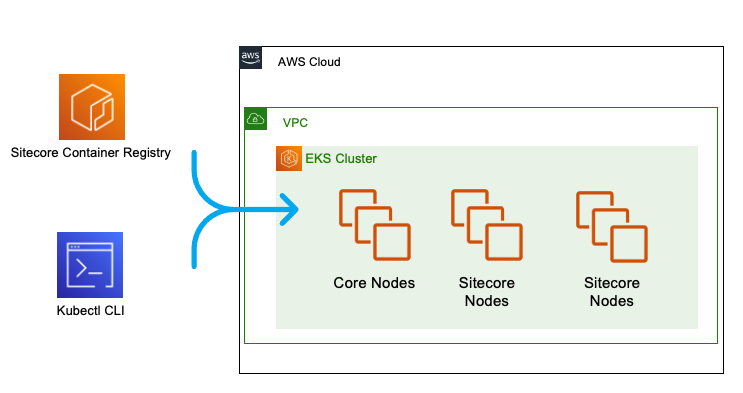 aws
AWS Cloud
VPC
EKS Cluster
Sitecore Container Registry
Kubectl CLI
Core Nodes
Sitecore
Nodes
Sitecore
Nodes